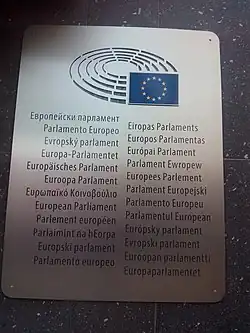 Европейски парламент
Parlamento Europeo
Evropský parlament
Europa-Parlamentet
Europäisches Parlament
Euroopa Parlament
Ευρωπαϊκό Κοινοβούλιο
European Parliament
Parlement européen
Parlaimint na hEorpa
Europski parlament
Parlamento europeo
Eiropas Parlaments
Europos Parlamentas
Európai Parlament
Parlament Ewropew
Europees Parlement
Parlament Europejski
Parlamento Europeu
Parlamentul European
Európsky parlament
Evropski parlament
Euroopan parlamentti
Europaparlamentet